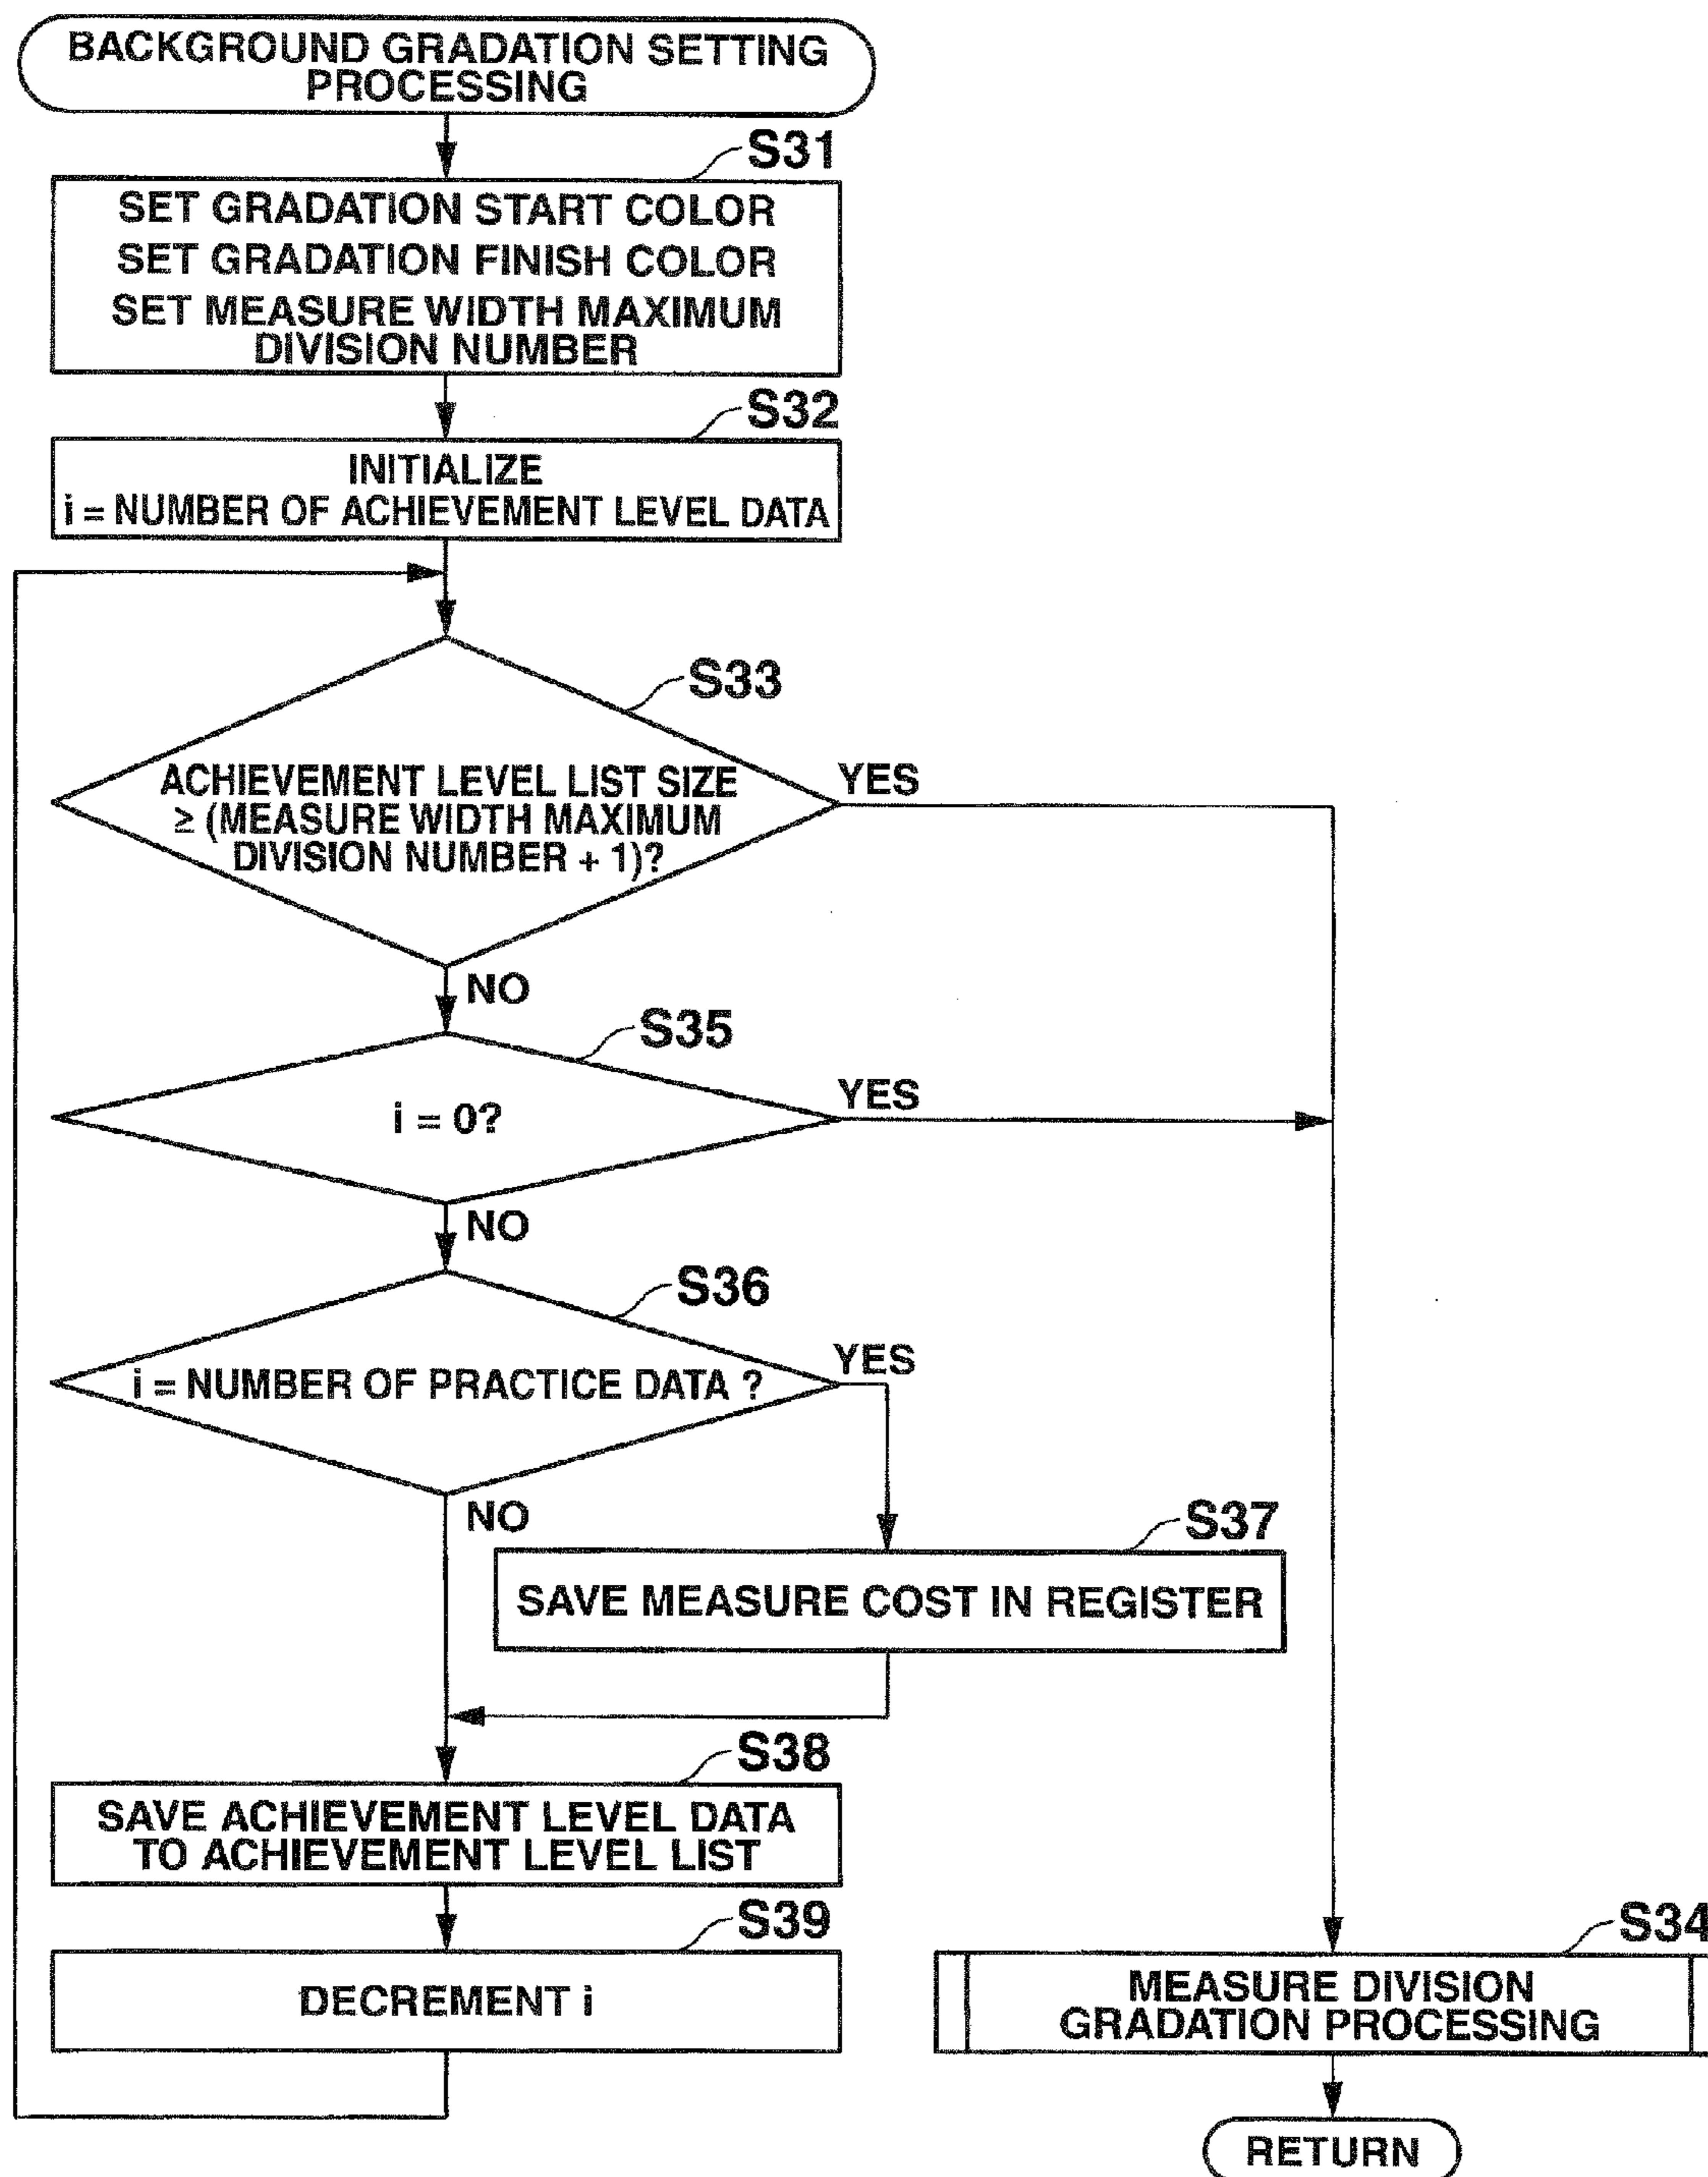 BACKGROUND GRADATION SETTING
PROCESSING
S31
SET GRADATION START COLOR
SET GRADATION FINISH COLOR
SET MEASURE WIDTH MAXIMUM
DIVISION NUMBER
S32
INITIALIZE
i = NUMBER OF ACHIEVEMENT LEVEL DATA
S33
ACHIEVEMENT LEVEL LIST SIZE
≥ (MEASURE WIDTH MAXIMUM
DIVISION NUMBER + 1)?
YES
NO
S35
i = 0?
YES
NO
S36
i = NUMBER OF PRACTICE DATA ?
YES
NO
S37
SAVE MEASURE COST IN REGISTER
S38
SAVE ACHIEVEMENT LEVEL DATA
TO ACHIEVEMENT LEVEL LIST
S39
DECREMENT i
S34
MEASURE DIVISION
GRADATION PROCESSING
RETURN